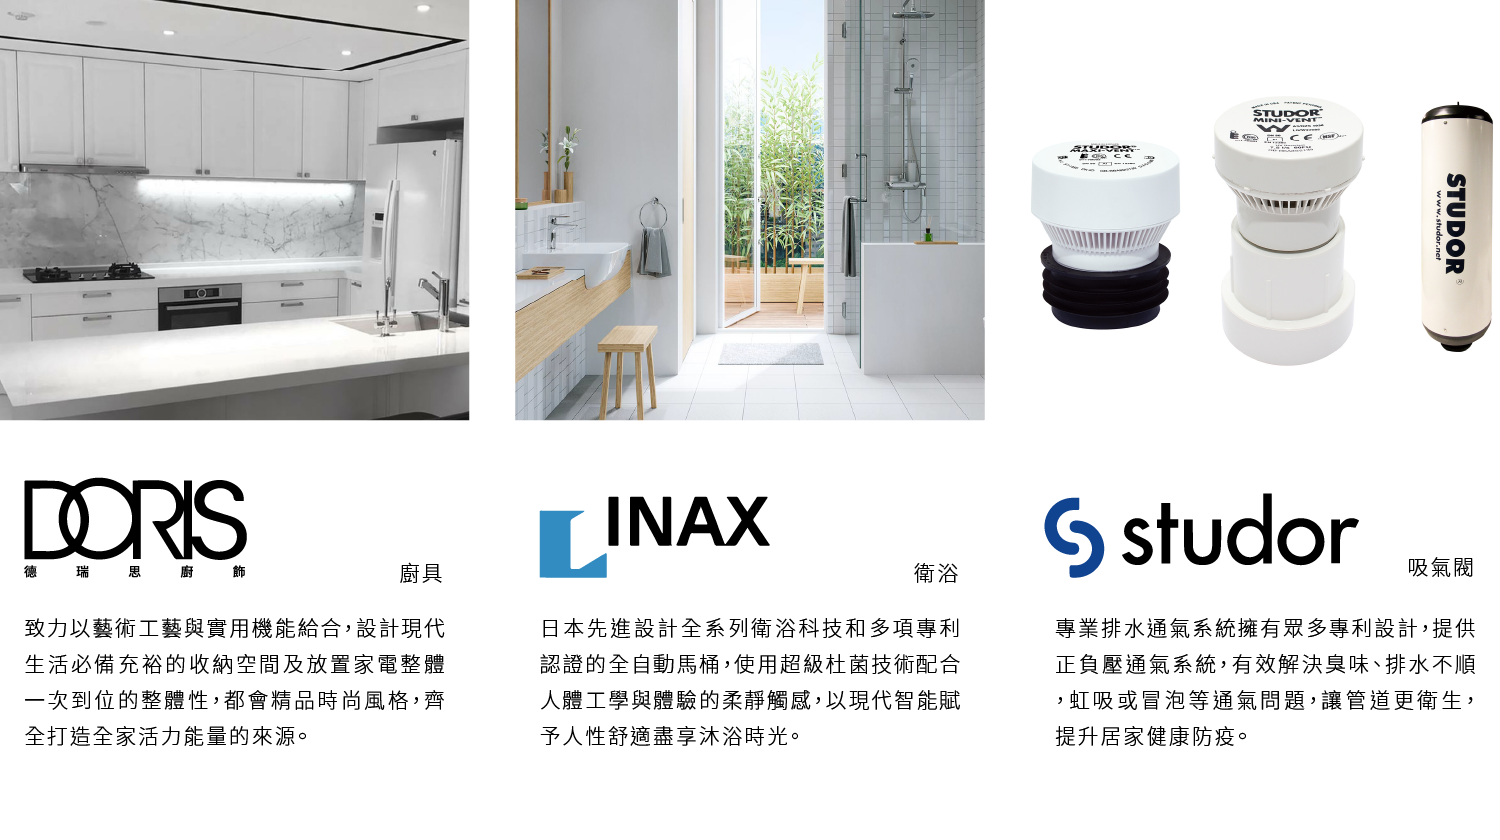 STUDOR
MAXI-VENT
STUDOR
MINI-VENT
STUDOR
www.studor.net
DORIS
德瑞思廚飾
廚具
致力以藝術工藝與實用機能給合，設計現代
生活必備充裕的收納空間及放置家電整體
一次到位的整體性，都會精品時尚風格，齊
全打造全家活力能量的來源。
INAX
衛浴
日本先進設計全系列衛浴科技和多項專利
認證的全自動馬桶，使用超級杜菌技術配合
人體工學與體驗的柔靜觸感，以現代智能賦
予人性舒適盡享沐浴時光。
studor
吸氣閥
專業排水通氣系統擁有眾多專利設計，提供
正負壓通氣系統，有效解決臭味、排水不順
，虹吸或冒泡等通氣問題，讓管道更衛生，
提升居家健康防疫。